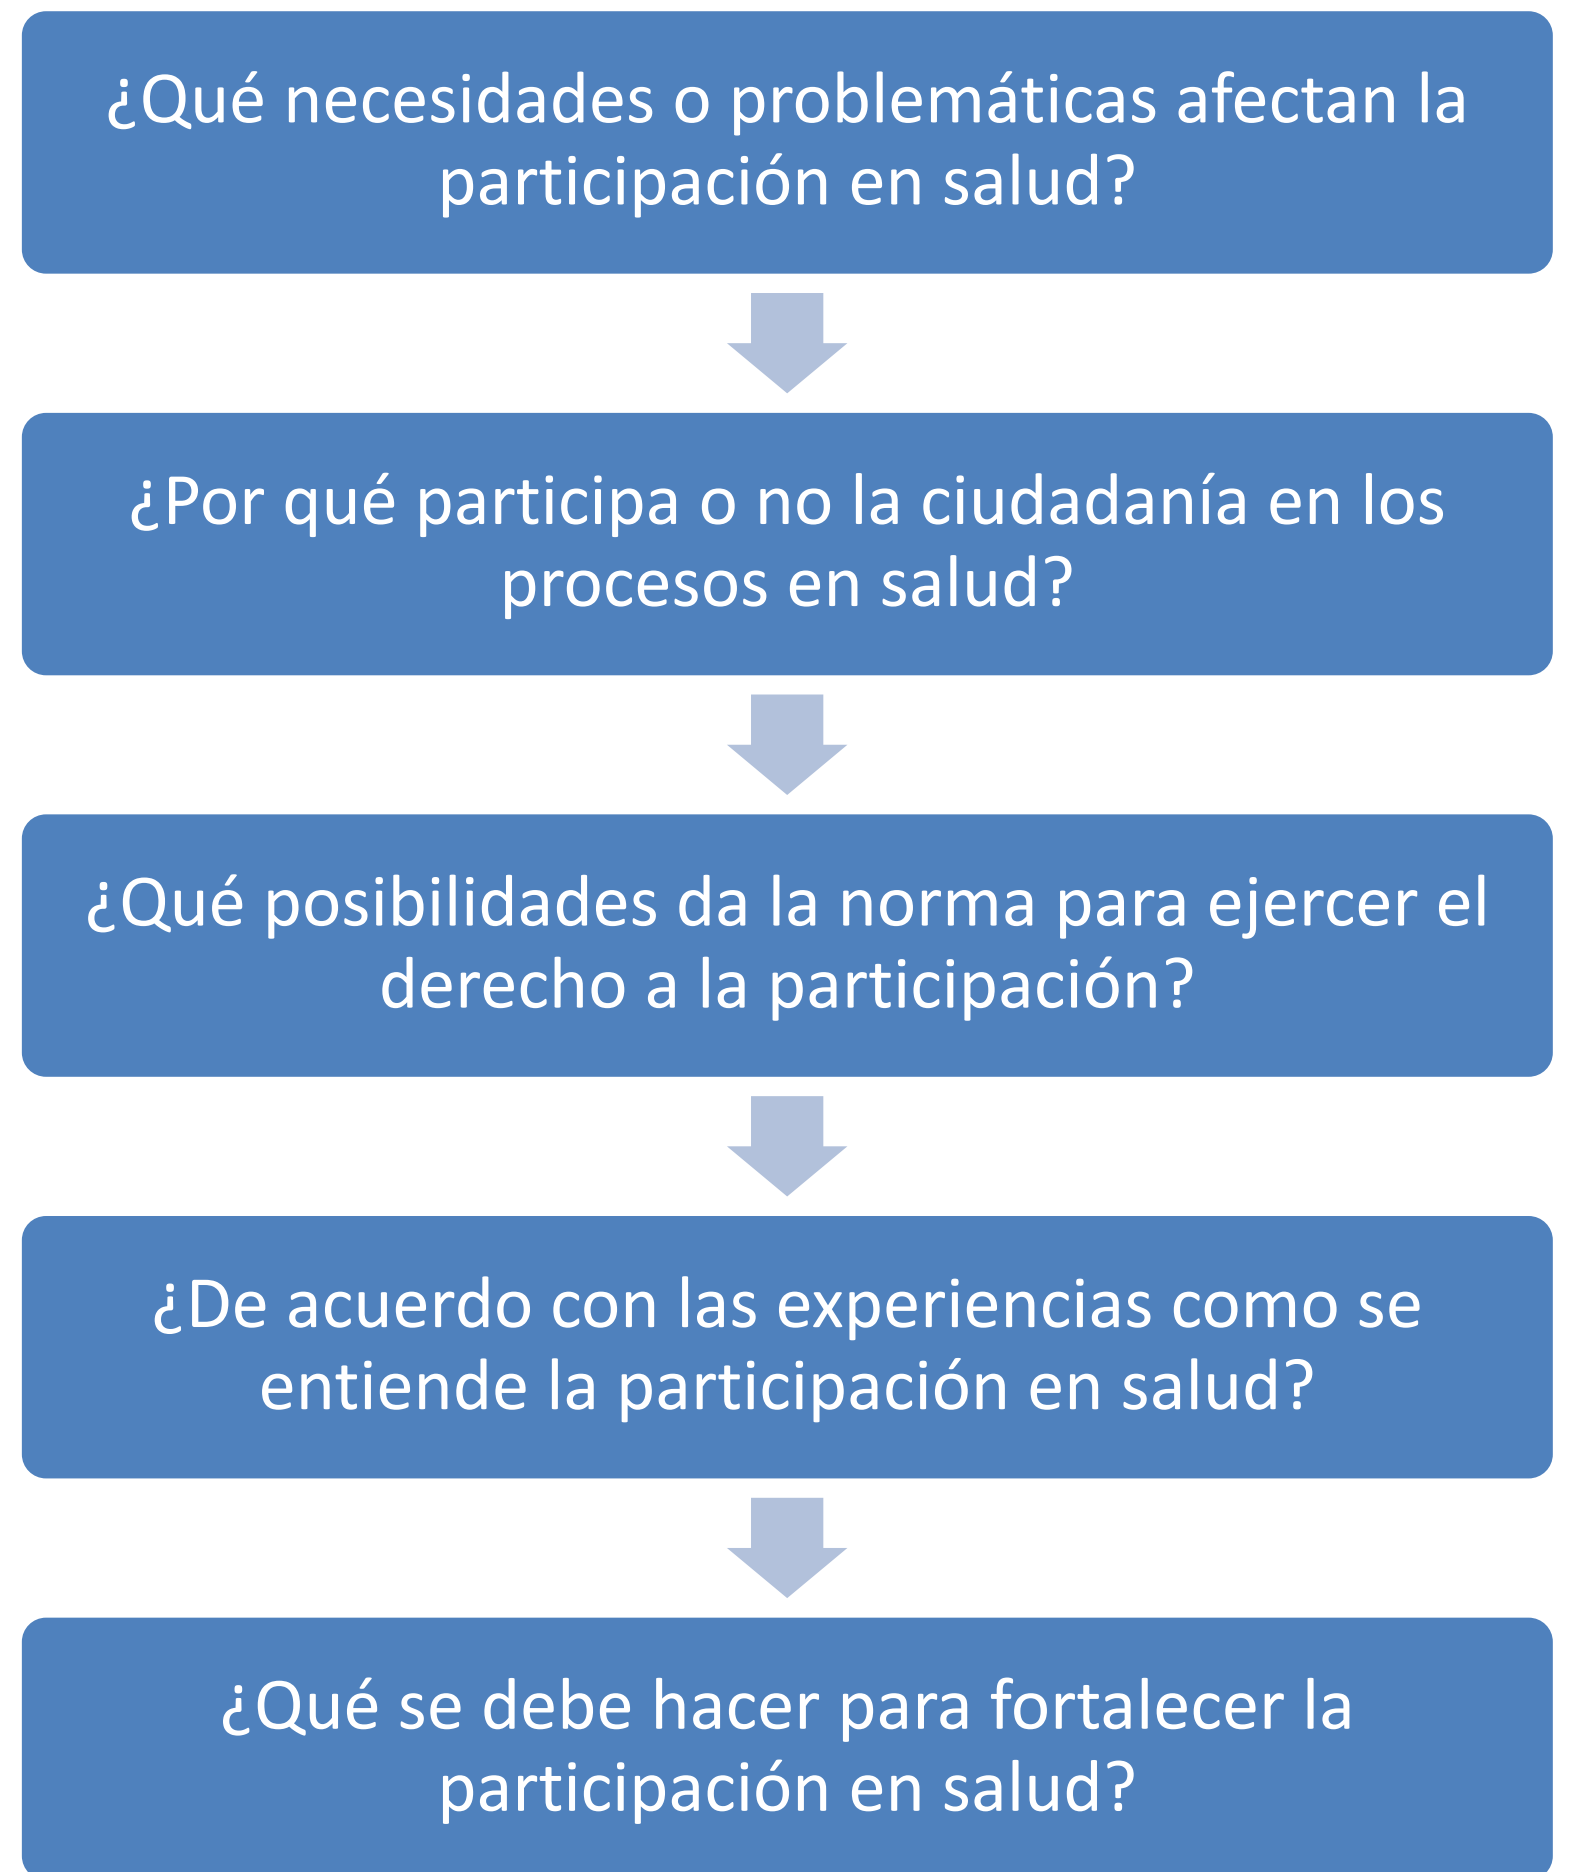 ¿Qué necesidades o problemáticas afectan la
participación en salud?
¿Por qué participa o no la ciudadanía en los
procesos en salud?
¿Qué posibilidades da la norma para ejercer el
derecho a la participación?
¿De acuerdo con las experiencias como se
entiende la participación en salud?
¿Qué se debe hacer para fortalecer la
participación en salud?